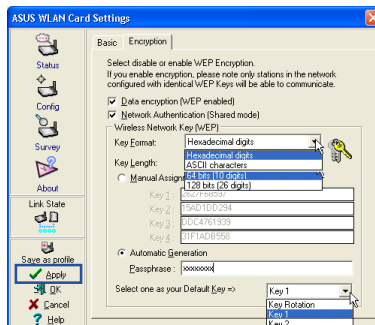 ASUS WLAN Card Settings
Status
Config
Survey
About
Link State
Save as profile
Apply
OK
Cancel
Help
Basic
Encryption
Select disable or enable WEP Encryption.
If you enable encryption, please note only stations in the network
configured with identical WEP Keys will be able to communicate.
Data encryption (WEP enabled)
Network Authentication (Shared mode)
Wireless Network Key (WEP)
Key Format: Hexadecimal digits
Hexadecimal digits
ASCII characters
Key Length:
64 bits (10 digits)
128 bits (26 digits)
Manual Assign
Key 1: 2627F68597
Key 2: 15AD1DD294
Key 3: DDC4761939
Key 4: 31F1ADB558
Automatic Generation
Passphrase: xxxxxxxx
Select one as your Default Key => Key 1
Key Rotation
Key 1
Key 2